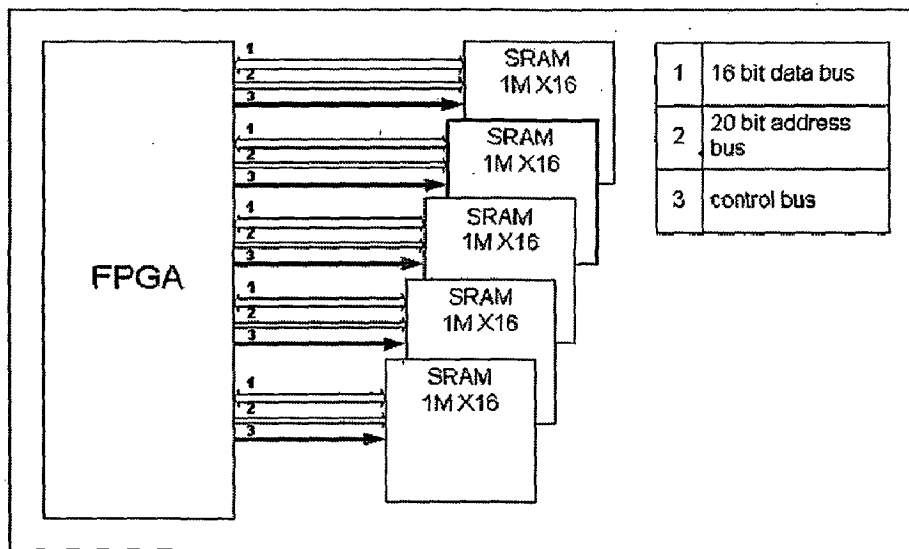 FPGA
1
2
3
SRAM
1M X16
1
2
3
SRAM
1M X16
1
2
3
SRAM
1M X16
1
2
3
SRAM
1M X16
1
2
3
SRAM
1M X16
1 16 bit data bus
2 20 bit address
bus
3 control bus